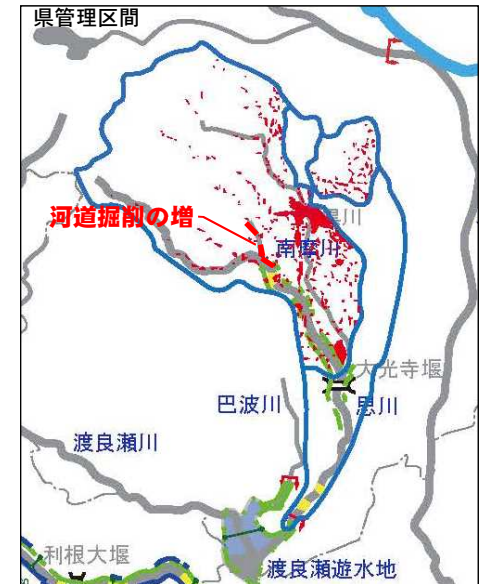 県管理区間
河道掘削の増
川
南摩川
大光寺堰
巴波川
思川
渡良瀬川
利根大堰
渡良瀬遊水地